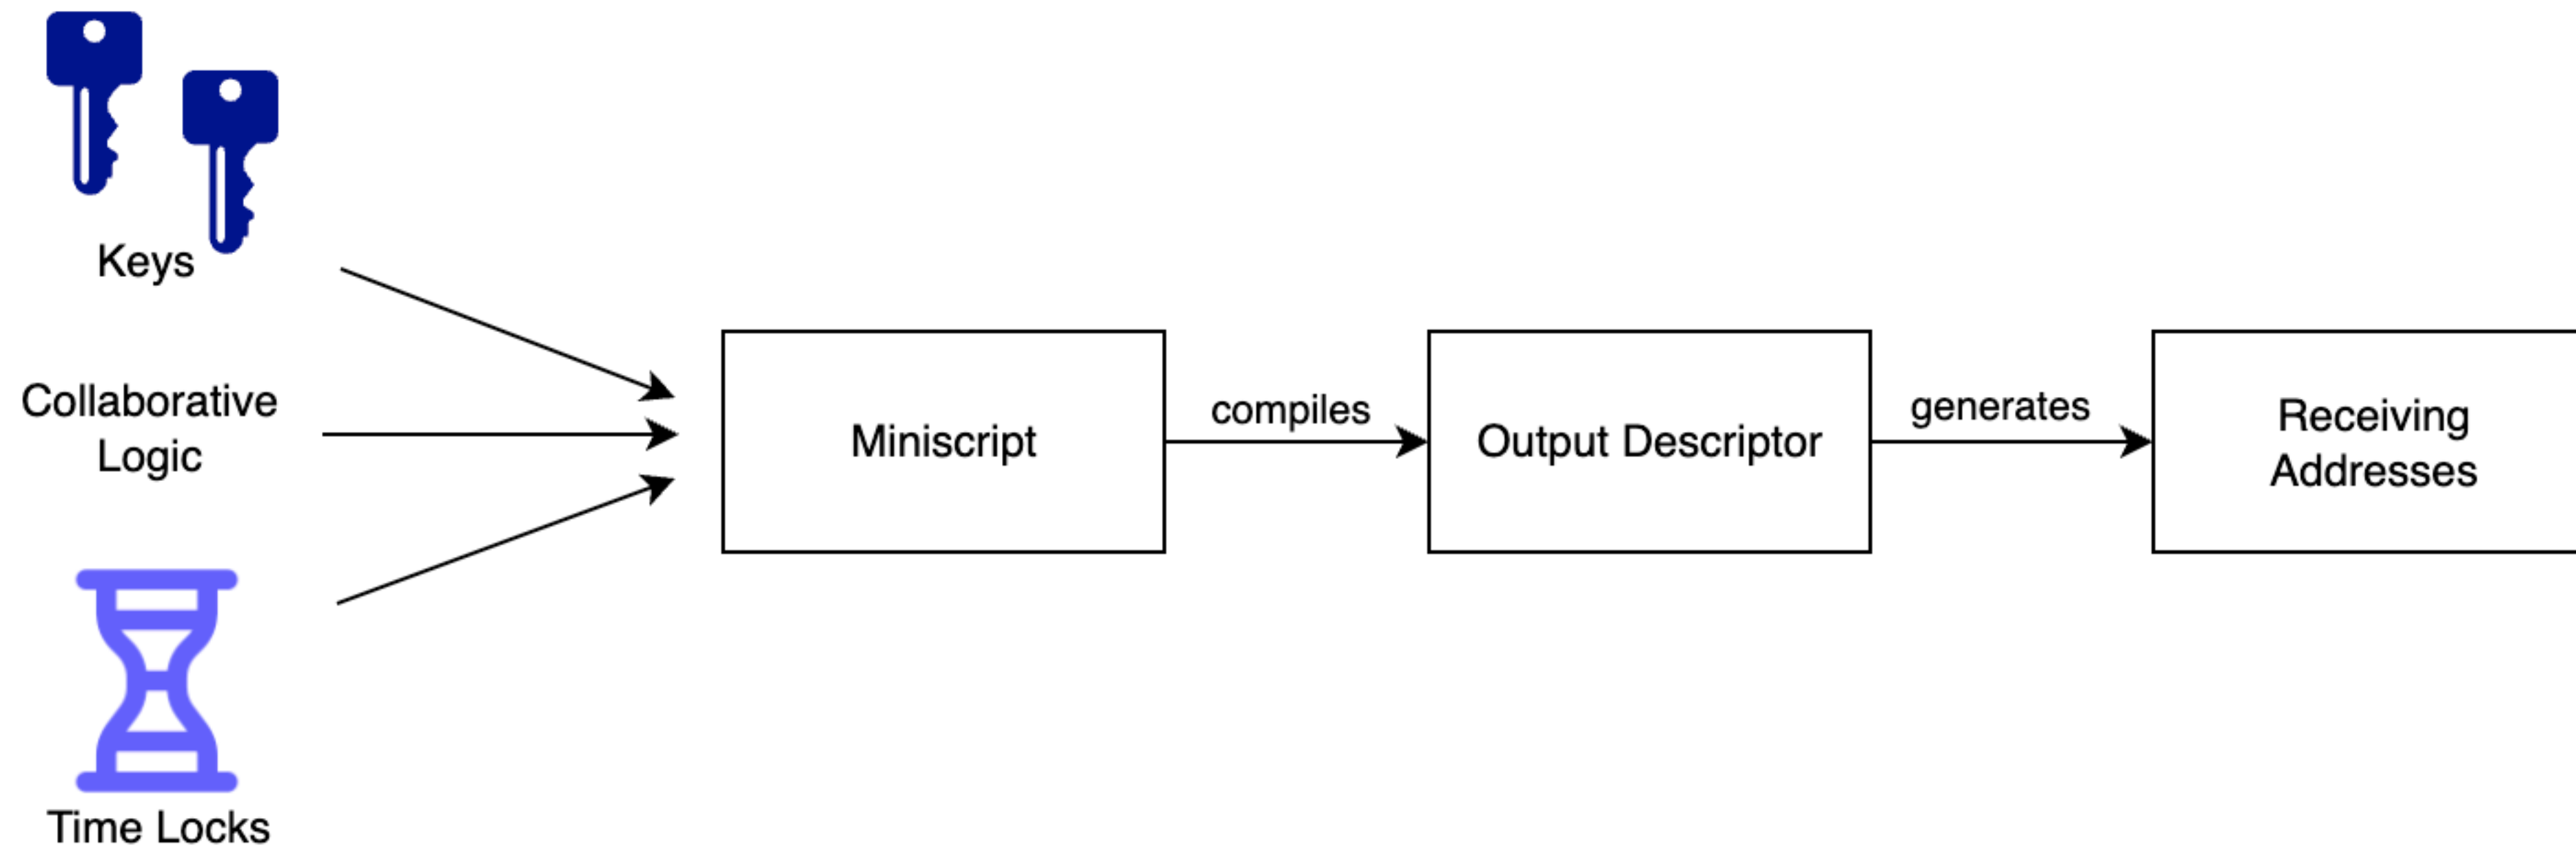 Keys
Collaborative
Logic
Time Locks
Miniscript
compiles
Output Descriptor
generates
Receiving
Addresses